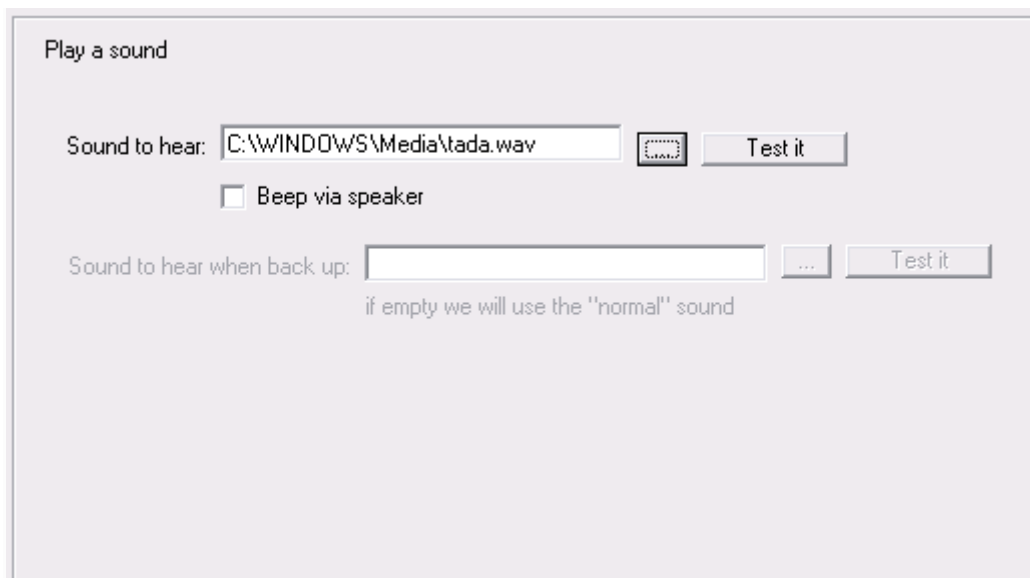 Play a sound
Sound to hear: C:\WINDOWS\Media\tada.wav ... Test it
Beep via speaker
Sound to hear when back up: ... Test it
if empty we will use the "normal" sound